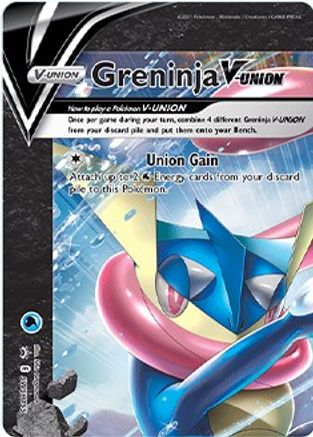 ©2021 Pokémon / Nintendo / Creatures / GAME FREAK
V-UNION
Greninja V-UNION
How to play a Pokémon V-UNION
Once per game during your turn, combine 4 different Greninja V-UNION
from your discard pile and put them onto your Bench.
Union Gain
Attach up to 2 Energy cards from your discard
pile to this Pokémon.